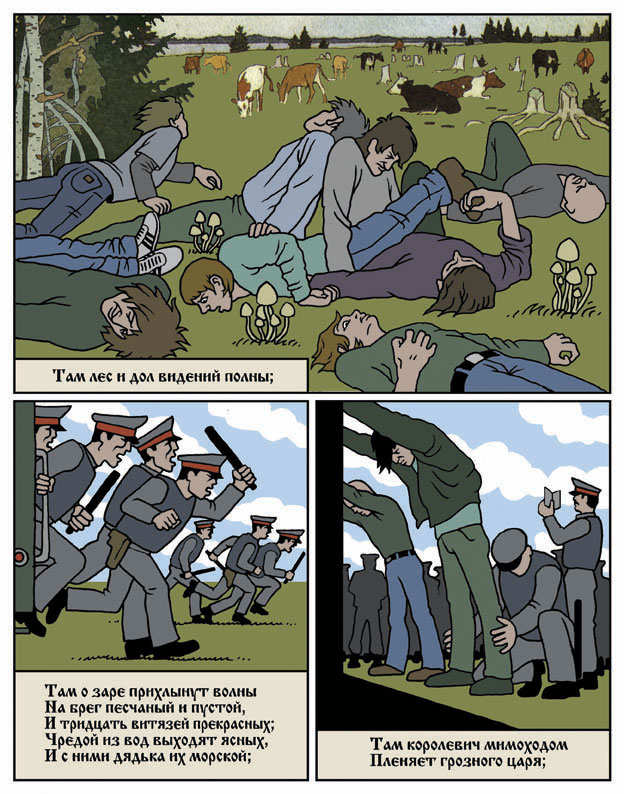 Там лес и дол видений полны;
Там о заре прихлынут волны
На брег песчаный и пустой,
И тридцать витязей прекрасных;
Чредой из вод выходят ясных,
И с ними дядька их морской;
Там королевич мимоходом
Пленяет грозного царя;